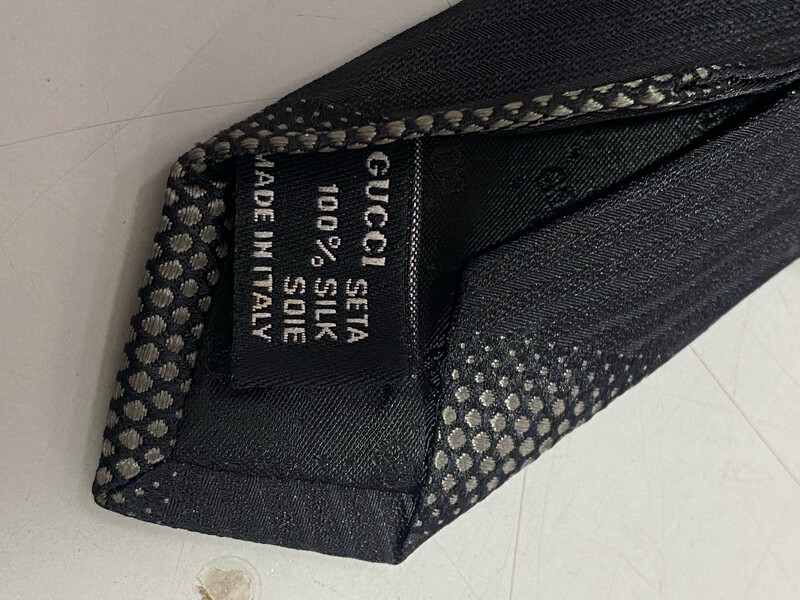 GUCCI
SETA
100% SILK
SOIE
MADE IN ITALY